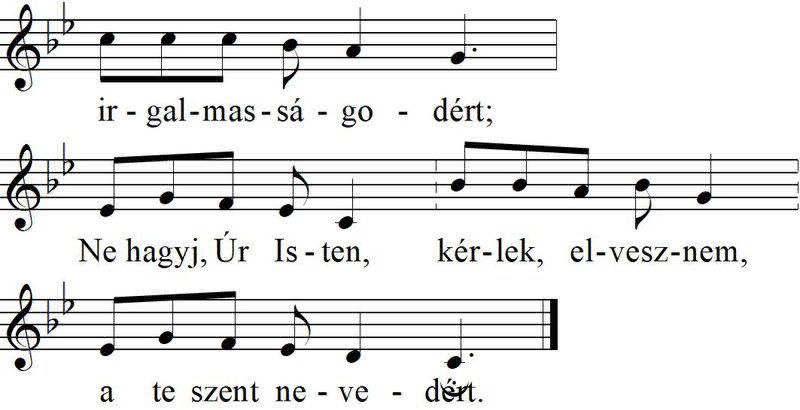 ir - gal - mas - sá - go - dért;
Ne hagyj, Úr Is - ten, kér - lek, el - vesz - nem,
a te szent ne - ve - dért.